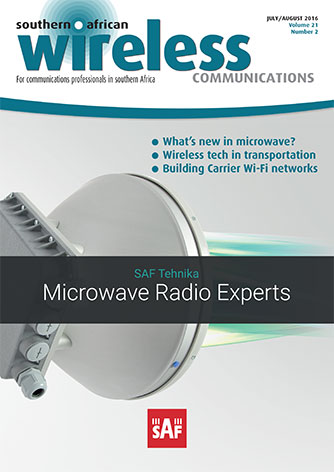 southern african
wireless
COMMUNICATIONS
For communications professionals in southern Africa
JULY/AUGUST 2016
Volume 21
Number 2
● What's new in microwave?
● Wireless tech in transportation
● Building Carrier Wi-Fi networks
SAF Tehnika
Microwave Radio Experts
SAF